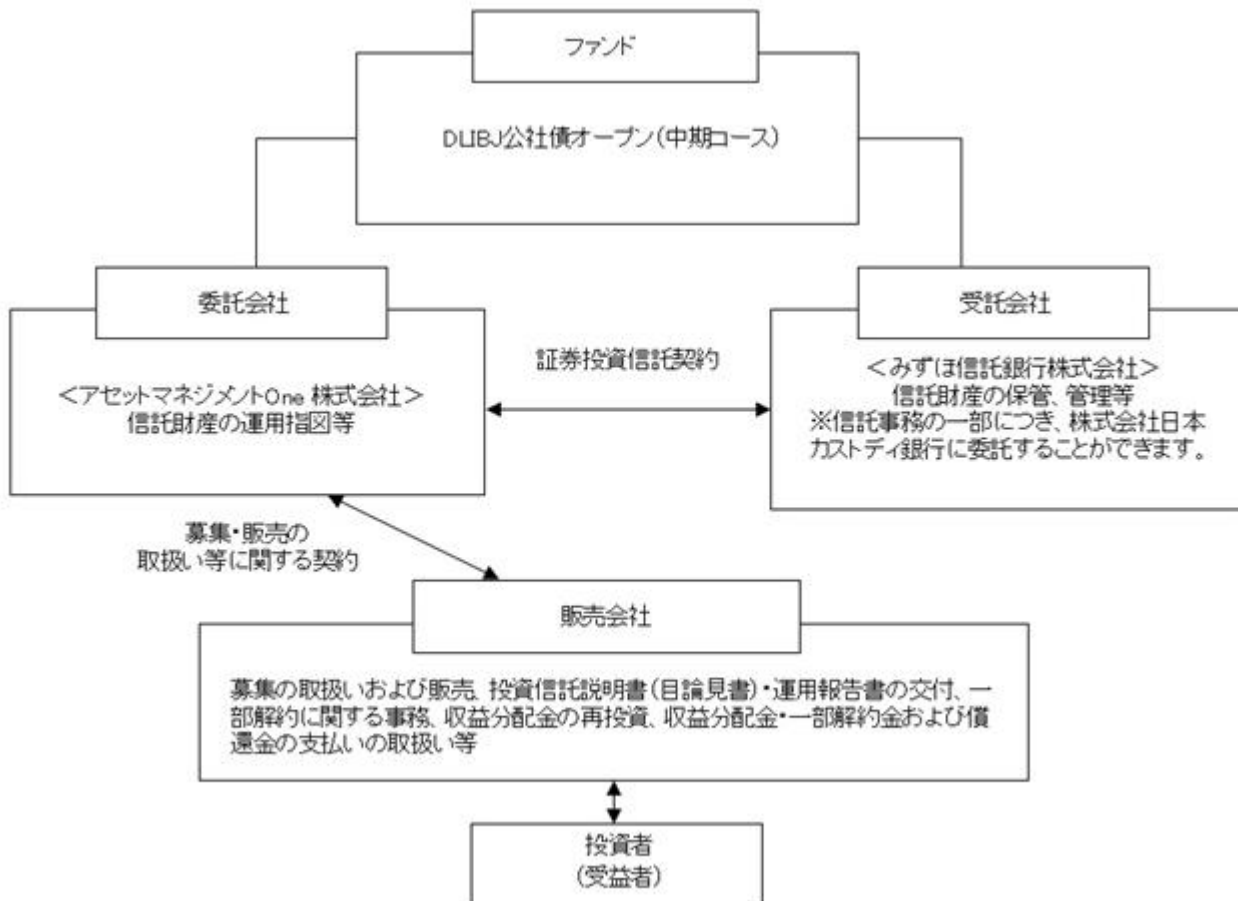 ファンド
DLIBJ公社債オープン(中期コース)
委託会社
<アセットマネジメントOne 株式会社>
信託財産の運用指図等
証券投資信託契約
受託会社
<みずほ信託銀行株式会社>
信託財産の保管、管理等
※信託事務の一部につき、株式会社日本
カストディ銀行に委託することができます。
募集・販売の
取扱い等に関する契約
販売会社
募集の取扱いおよび販売、投資信託説明書(目論見書)・運用報告書の交付、一
部解約に関する事務、収益分配金の再投資、収益分配金・一部解約金および償
還金の支払いの取扱い等
投資者
(受益者)